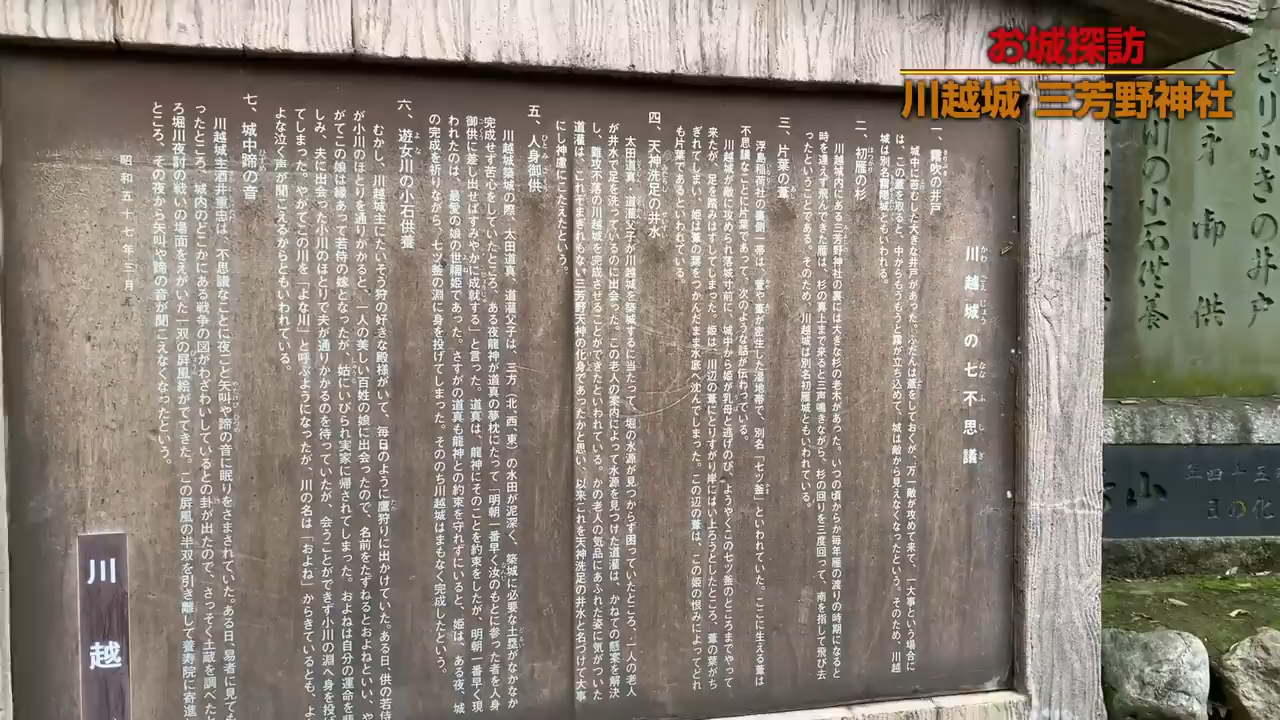 お城探訪
川越城 三芳野神社
川越城の七不思議
一、霧吹の井戸
城中に苔むした大きな井戸があった。ふだんは蓋をしておくが、万一敵が攻めて来て、一大事という場合に
は、この蓋を取ると、中からもうもうと霧が立ち込めて、城は敵から見えなくなったという。そのため、川越
城は別名霧隠城ともいわれる。
二、初雁の杉
川越城内にある三芳野神社の裏には大きな杉の老木があった。いつの頃からか毎年雁の渡りの時期になると
時を違えず飛んできた雁は、杉の真上まで来ると三声鳴きながら、杉の回りを三度回って、南を指して飛び去
ったということである。そのため、川越城は別名初雁城ともいわれている。
三、片葉の葦
浮島稲荷社の裏側一帯は、萱や葦が密生した湿地帯で、別名「七ツ釜」といわれていた。ここに生える葦は
不思議なことに片葉であって、次のような話が伝わっている。
川越城が敵に攻められ落城寸前に、城中から姫が乳母と逃げのび、ようやくこの七ツ釜のところまでやって
来たが、足を踏みはずしてしまった。姫は、川辺の葦にとりすがり岸にはい上ろうとしたところ、葦の葉がち
ぎれてしまい、姫は葦の葉をつかんだまま水底へ沈んでしまった。この辺の葦は、この姫の恨みによってとれ
も片葉であるといわれている。
四、天神洗足の井水
太田道真・道灌父子が川越城を築城するに当たって、堀の水源が見つからず困っていたところ、一人の老人
が井水で足を洗っているのに出会った。この老人の案内によって水源を見つけた道灌は、かねての懸案を解決
し、難攻不落の川越城を完成させることができたといわれている。かの老人の気品にあふれた姿に気がついた
道灌は、これぞまぎれもない三芳野天神の化身であったかと思い、以来これを天神洗足の井水と名づけて大事
にし神慮にこたえたという。
五、人身御供
川越城築城の際、太田道真、道灌父子は、三方（北、西、東）の水田が泥深く、築城に必要な土塁がなかなか
完成せず苦心をしていたところ、ある夜龍神が道真の夢枕にたって「明朝一番早く汝のもとに参った者を人身
御供に差し出せばすみやかに成就する」と言った。道真は、龍神にそのことを約束をしたが、明朝一番早く現
われたのは、最愛の娘の世禰姫であった。さすがの道真も龍神との約束を守れずにいると、姫は、ある夜、城
の完成を祈りながら、七ツ釜の淵に身を投げてしまった。そののち川越城はまもなく完成したという。
六、遊女川の小石供養
むかし、川越城主にたいそう狩の好きな殿様がいて、毎日のように鷹狩りに出かけていた。ある日、供の若侍
が小川のほとりを通りかかると、一人の美しい百姓の娘に出会ったので、名前をたずねるとおよねといい、や
がてこの娘は縁あって若侍の嫁となったが、姑にいびられ実家に帰されてしまった。およねは自分の運命を悲
しみ、夫に出会った小川のほとりで夫が通りかかるのを待っていたが、会うことができず小川の淵へ身を投げ
てしまった。やがてこの川を「よな川」と呼ぶようになったが、川の名は「およね」からきているとも、よ
よな泣く声が聞こえるからともいわれている。
七、城中蹄の音
川越城主酒井重忠は、不思議なことに夜ごと矢叫や蹄の音に眠りをさまされていた。ある日、易者に見ても
ったところ、城内のどこかにある戦争の図がわざわいしているとの卦が出たので、さっそく土蔵を調べた
ろ堀川夜討の戦いの場面をえがいた一双の屏風絵がでてきた。この屏風の半双を引き離して養寿院に寄進
ところ、その夜から矢叫や蹄の音が聞こえなくなったという。
昭和五十七年三月
川越
きりふきの井戸
人身御供
川の小石供養